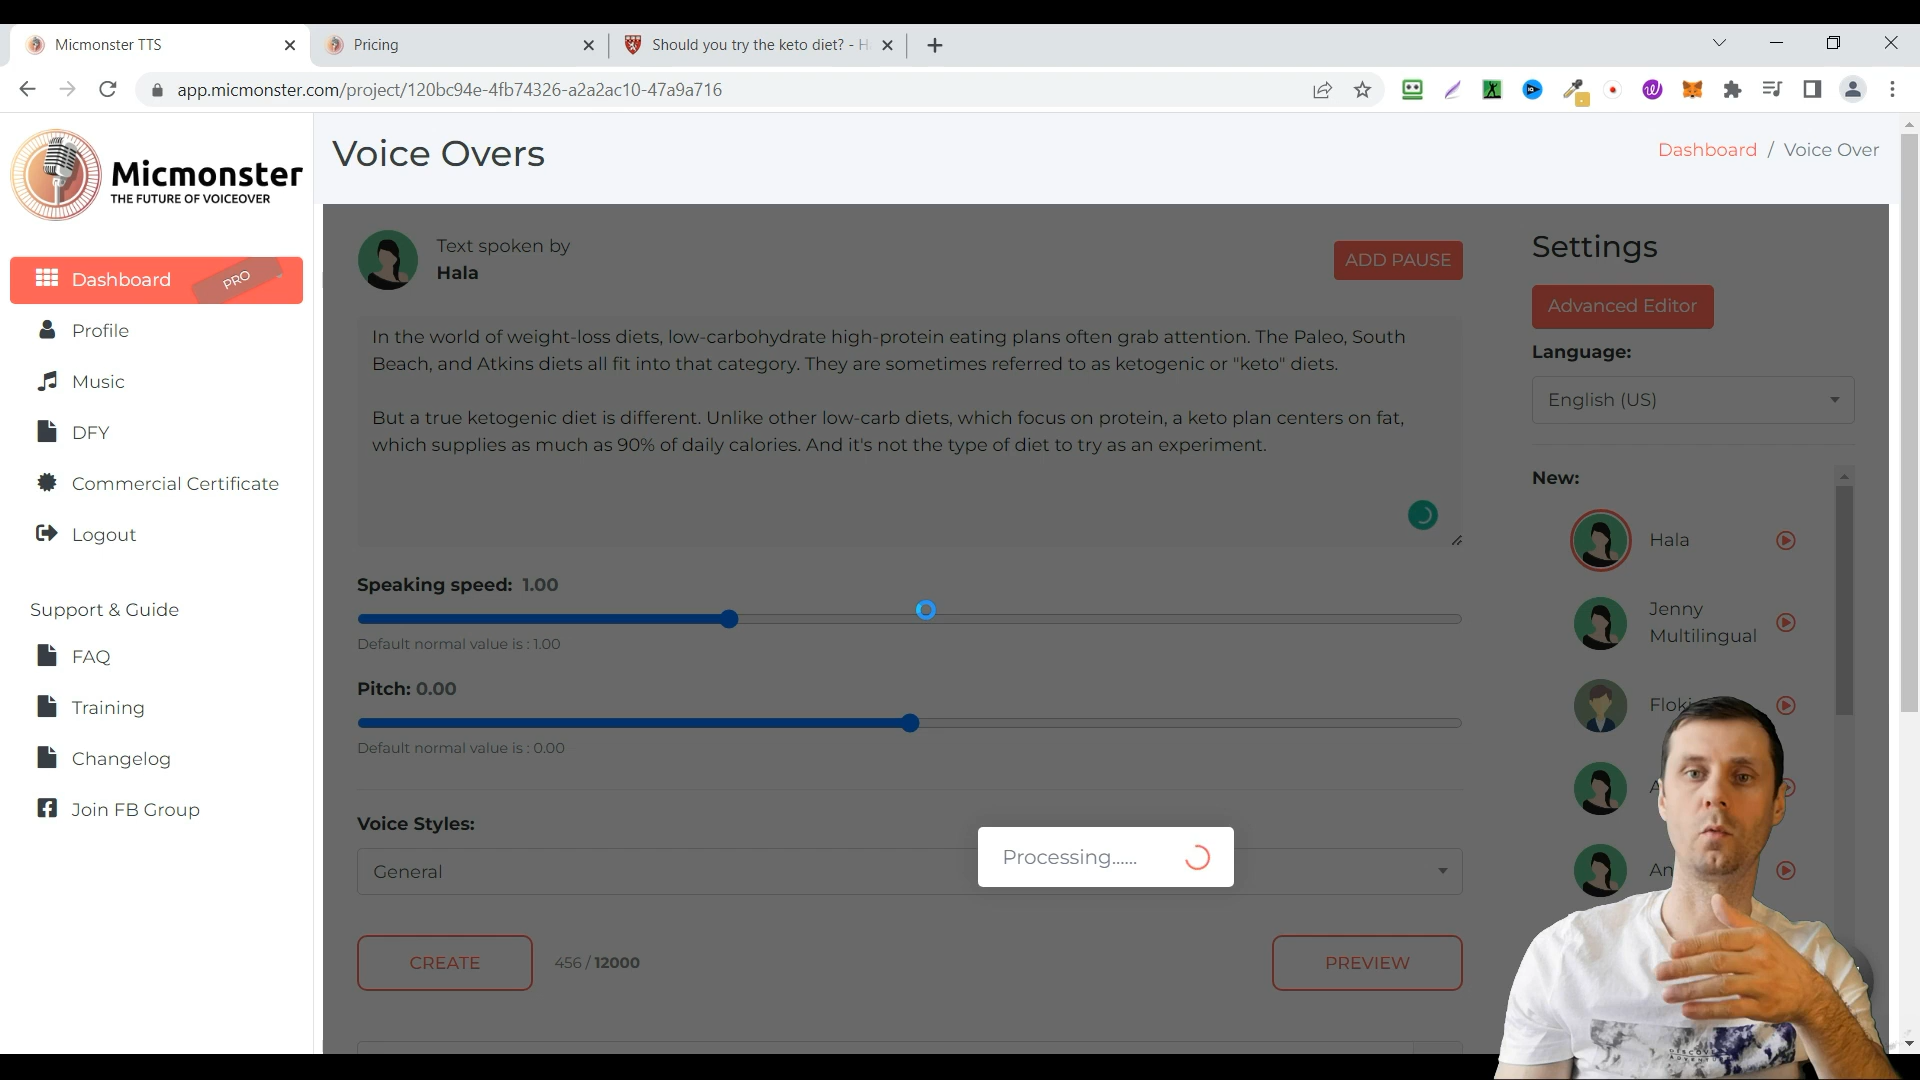 Micmonster TTS
Pricing
Should you try the keto diet? - H
app.micmonster.com/project/120bc94e-4fb74326-a2a2ac10-47a9a716
Micmonster
THE FUTURE OF VOICEOVER
Voice Overs
Dashboard / Voice Over
Dashboard
PRO
Profile
Music
DFY
Commercial Certificate
Logout
Support & Guide
FAQ
Training
Changelog
Join FB Group
Text spoken by
Hala
ADD PAUSE
In the world of weight-loss diets, low-carbohydrate high-protein eating plans often grab attention. The Paleo, South
Beach, and Atkins diets all fit into that category. They are sometimes referred to as ketogenic or "keto" diets.
But a true ketogenic diet is different. Unlike other low-carb diets, which focus on protein, a keto plan centers on fat,
which supplies as much as 90% of daily calories. And it's not the type of diet to try as an experiment.
Speaking speed: 1.00
Default normal value is : 1.00
Pitch: 0.00
Default normal value is : 0.00
Voice Styles:
General
Processing......
CREATE
456 / 12000
PREVIEW
Settings
Advanced Editor
Language:
English (US)
New:
Hala
Jenny
Multilingual
Floki